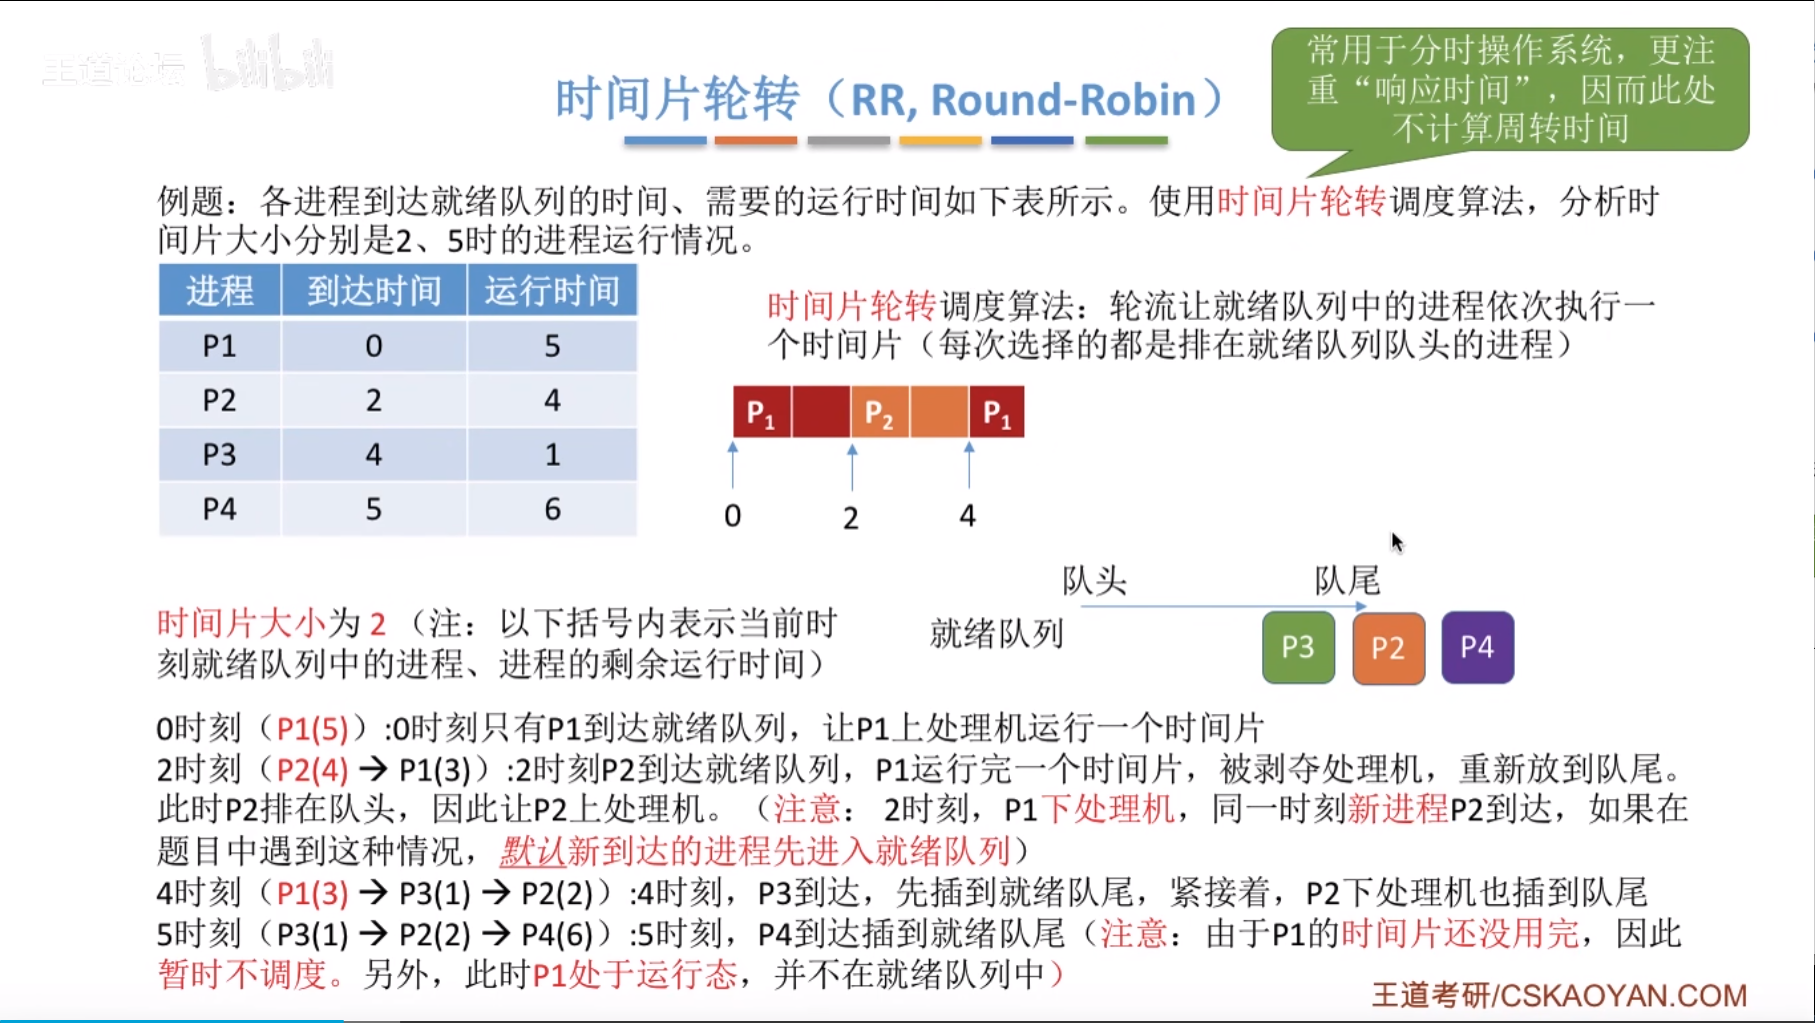 王道论坛 bilibili
常用于分时操作系统，更注
重“响应时间”，因而此处
不计算周转时间
时间片轮转（RR, Round-Robin）
例题：各进程到达就绪队列的时间、需要的运行时间如下表所示。使用时间片轮转调度算法，分析时
间片大小分别是2、5时的进程运行情况。
进程 到达时间 运行时间
P1 0 5
P2 2 4
P3 4 1
P4 5 6
时间片轮转调度算法：轮流让就绪队列中的进程依次执行一
个时间片（每次选择的都是排在就绪队列队头的进程）
P1 P2 P1
0 2 4
队头 队尾
就绪队列 P3 P2 P4
时间片大小为 2（注：以下括号内表示当前时
刻就绪队列中的进程、进程的剩余运行时间）
0时刻（P1(5)）:0时刻只有P1到达就绪队列，让P1上处理机运行一个时间片
2时刻（P2(4) → P1(3)）:2时刻P2到达就绪队列，P1运行完一个时间片，被剥夺处理机，重新放到队尾。
此时P2排在队头，因此让P2上处理机。（注意： 2时刻，P1下处理机，同一时刻新进程P2到达，如果在
题目中遇到这种情况，默认新到达的进程先进入就绪队列）
4时刻（P1(3) → P3(1) → P2(2)）:4时刻，P3到达，先插到就绪队尾，紧接着，P2下处理机也插到队尾
5时刻（P3(1) → P2(2) → P4(6)）:5时刻，P4到达插到就绪队尾（注意：由于P1的时间片还没用完，因此
暂时不调度。另外，此时P1处于运行态，并不在就绪队列中）
王道考研/CSKAOYAN.COM